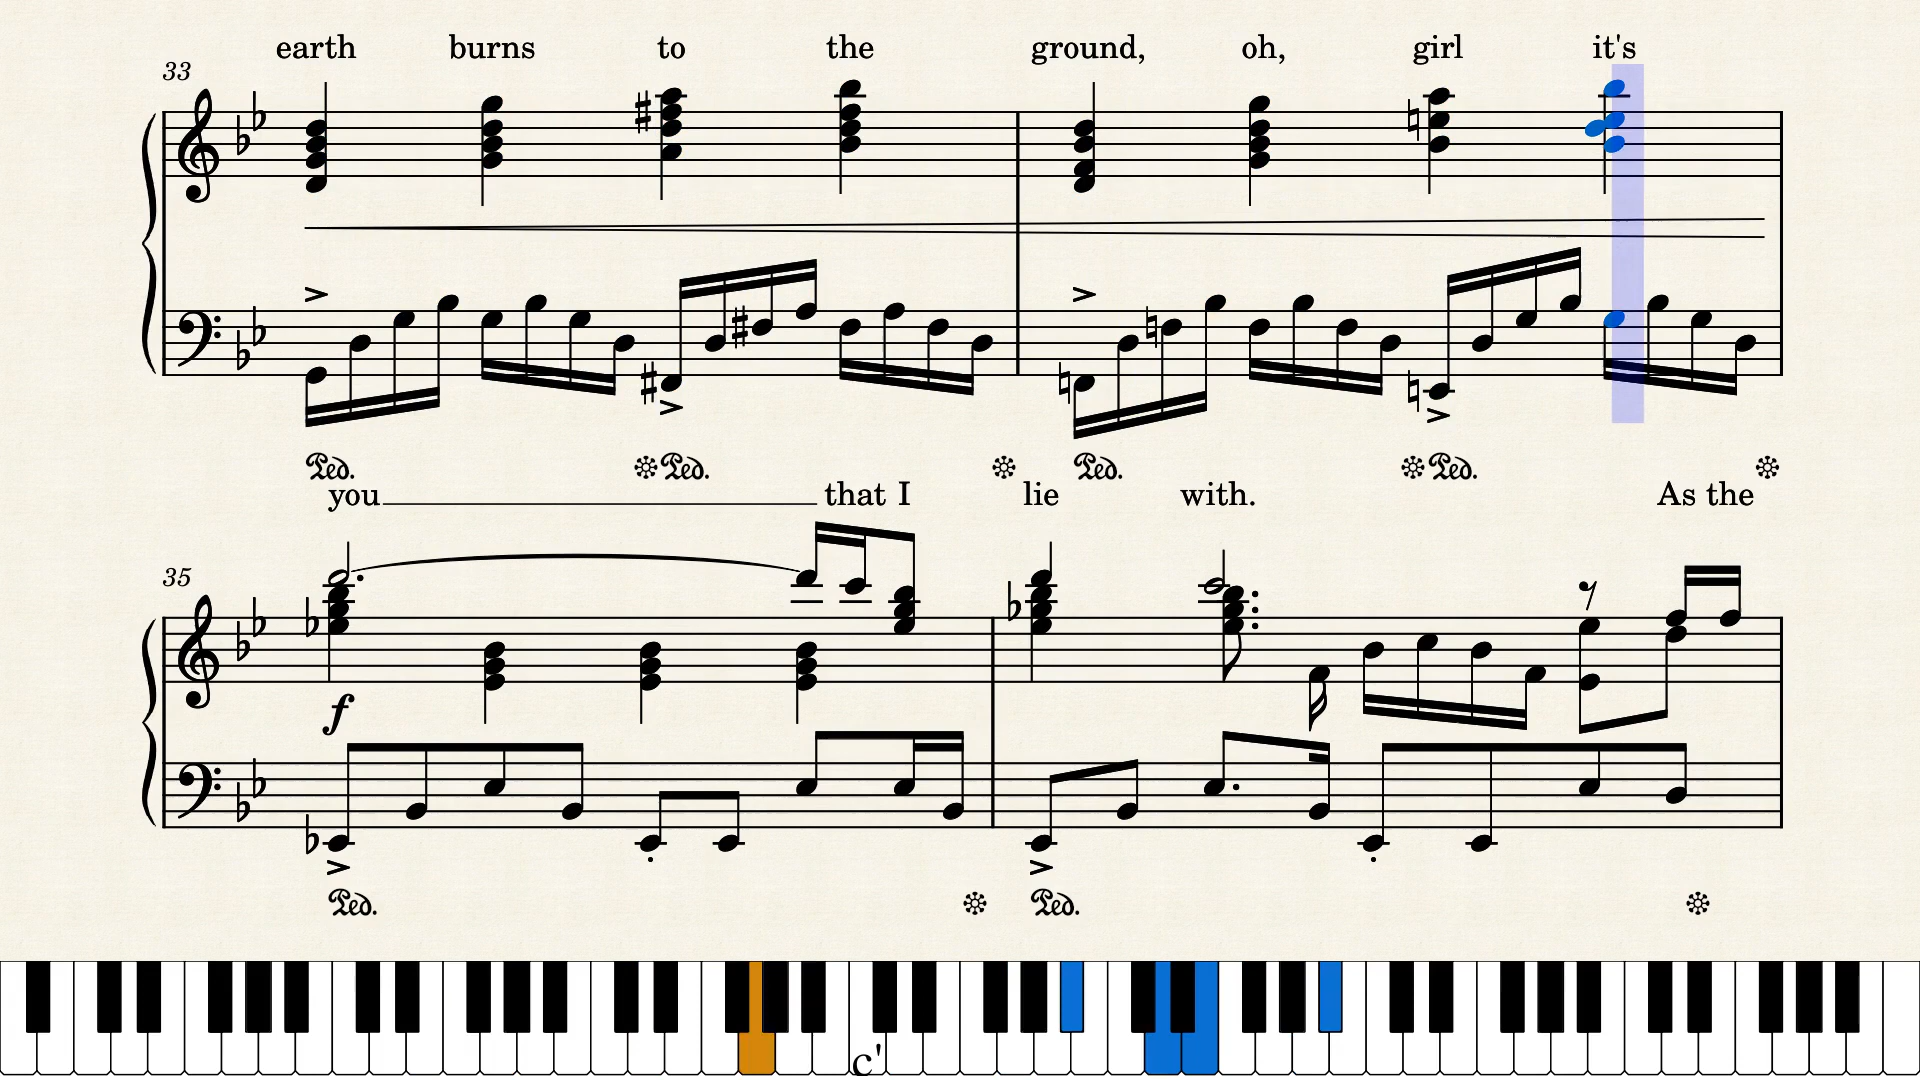 earth burns to the ground, oh, girl it's
33
Ped. Ped. Ped. Ped.
you that I lie with. As the
35
f
Ped. Ped.
c'